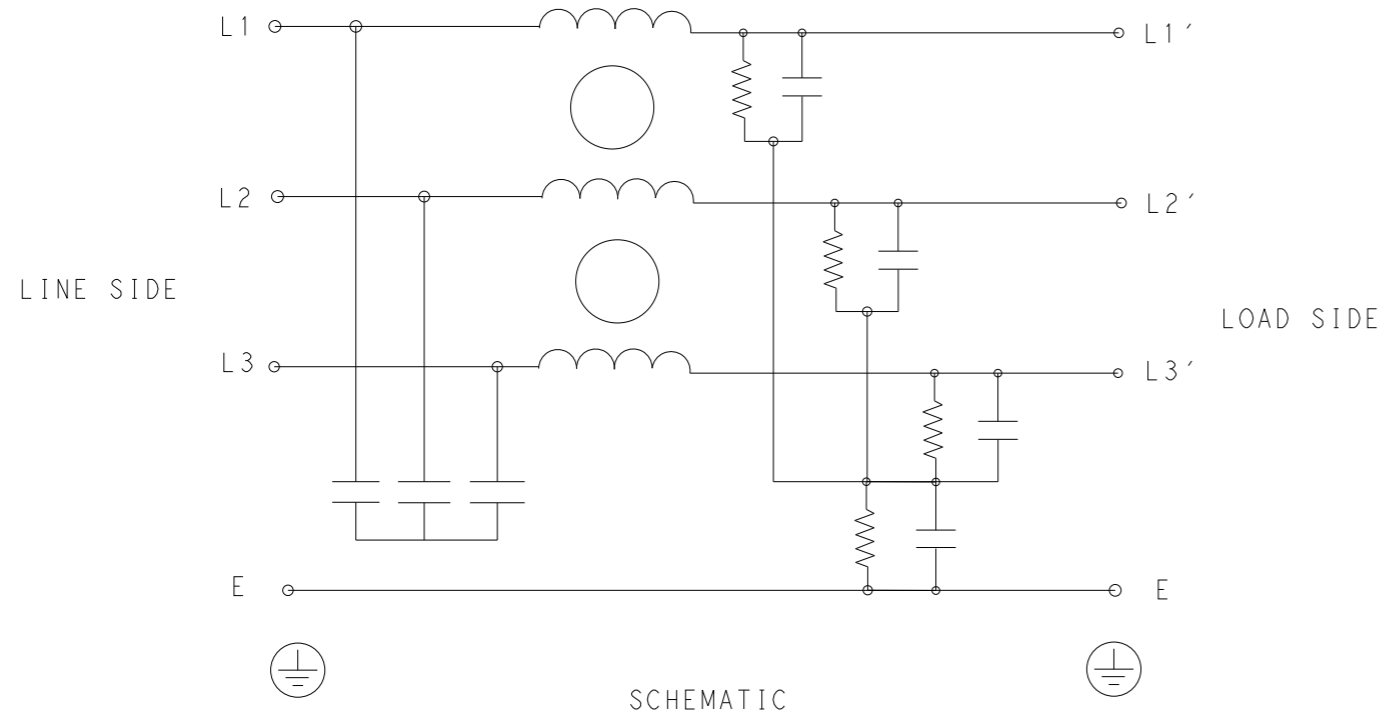 L1
L1′
L2
L2′
LINE SIDE
LOAD SIDE
L3
L3′
E
E
SCHEMATIC